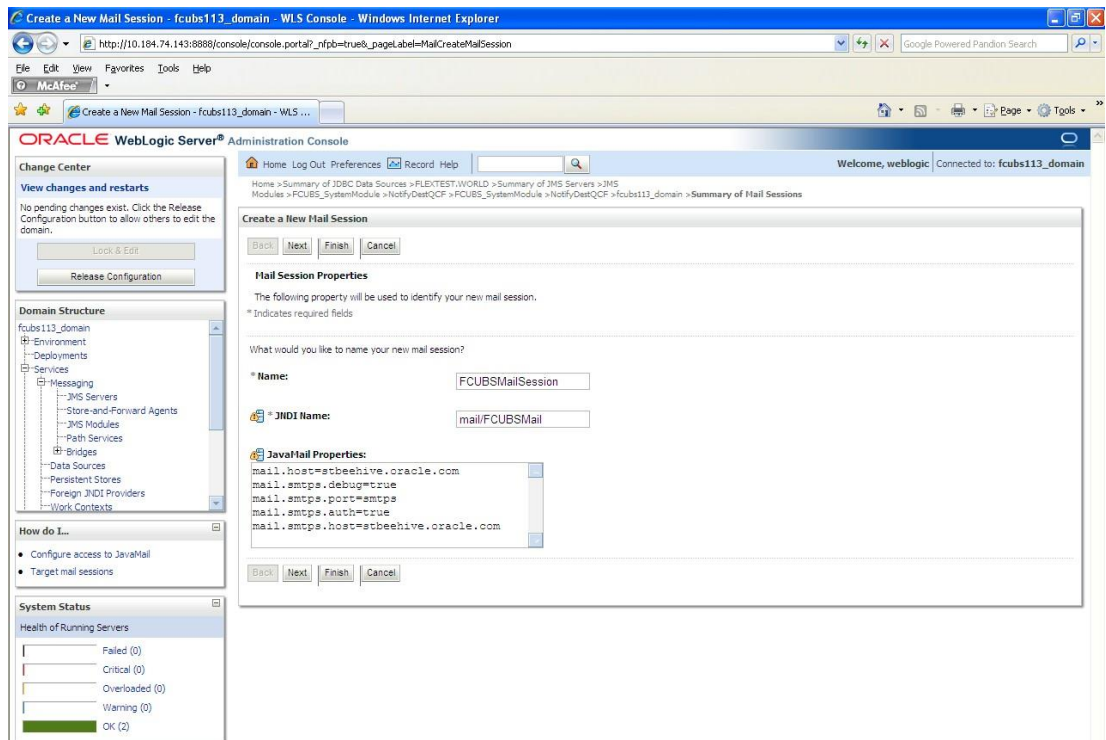 Create a New Mail Session - fcubs113_domain - WLS Console - Windows Internet Explorer
http://10.184.74.143:8888/console/console.portal?_nfpb=true&_pageLabel=MailCreateMailSession
Google Powered Pandion Search
File Edit View Favorites Tools Help
McAfee
Create a New Mail Session - fcubs113_domain - WLS ...
Page Tools
ORACLE WebLogic Server® Administration Console
Change Center
View changes and restarts
No pending changes exist. Click the Release
Configuration button to allow others to edit the
domain.
Lock & Edit
Release Configuration
Domain Structure
fcubs113_domain
Environment
Deployments
Services
Messaging
JMS Servers
Store-and-Forward Agents
JMS Modules
Path Services
Bridges
Data Sources
Persistent Stores
Foreign JNDI Providers
Work Contexts
How do I...
Configure access to JavaMail
Target mail sessions
System Status
Health of Running Servers
Failed (0)
Critical (0)
Overloaded (0)
Warning (0)
OK (2)
Home Log Out Preferences Record Help
Welcome, weblogic Connected to: fcubs113_domain
Home >Summary of JDBC Data Sources >FLEXTEST.WORLD >Summary of JMS Servers >JMS
Modules >FCUBS_SystemModule >NotifyDestQCF >FCUBS_SystemModule >NotifyDestQCF >fcubs113_domain >Summary of Mail Sessions
Create a New Mail Session
Back Next Finish Cancel
Mail Session Properties
The following property will be used to identify your new mail session.
* Indicates required fields
What would you like to name your new mail session?
* Name: FCUBSMailSession
* JNDI Name: mail/FCUBSMail
JavaMail Properties:
mail.host=stbeehive.oracle.com
mail.smtps.debug=true
mail.smtps.port=smtps
mail.smtps.auth=true
mail.smtps.host=stbeehive.oracle.com
Back Next Finish Cancel